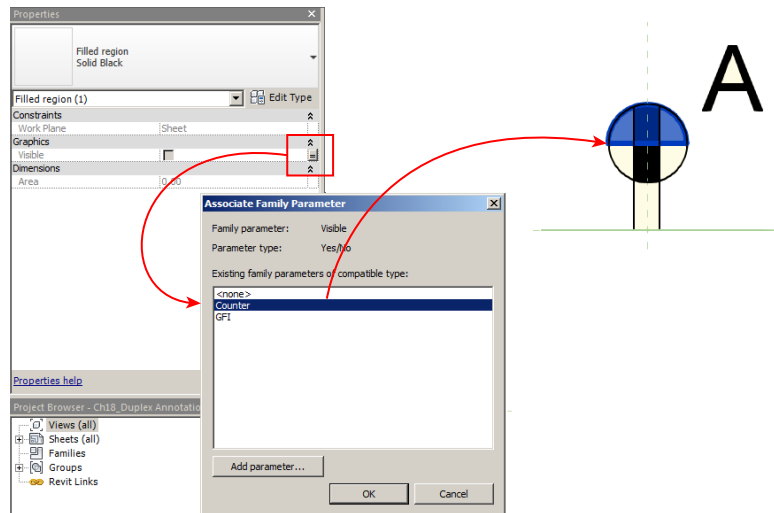 Properties
Filled region
Solid Black
Filled region (1)
Edit Type
Constraints
Work Plane Sheet
Graphics
Visible
Dimensions
Area 0.00
Properties help
Project Browser - Ch18_Duplex Annotatio
Views (all)
Sheets (all)
Families
Groups
Revit Links
Associate Family Parameter
Family parameter: Visible
Parameter type: Yes/No
Existing family parameters of compatible type:
<none>
Counter
GFI
Add parameter...
OK Cancel
A